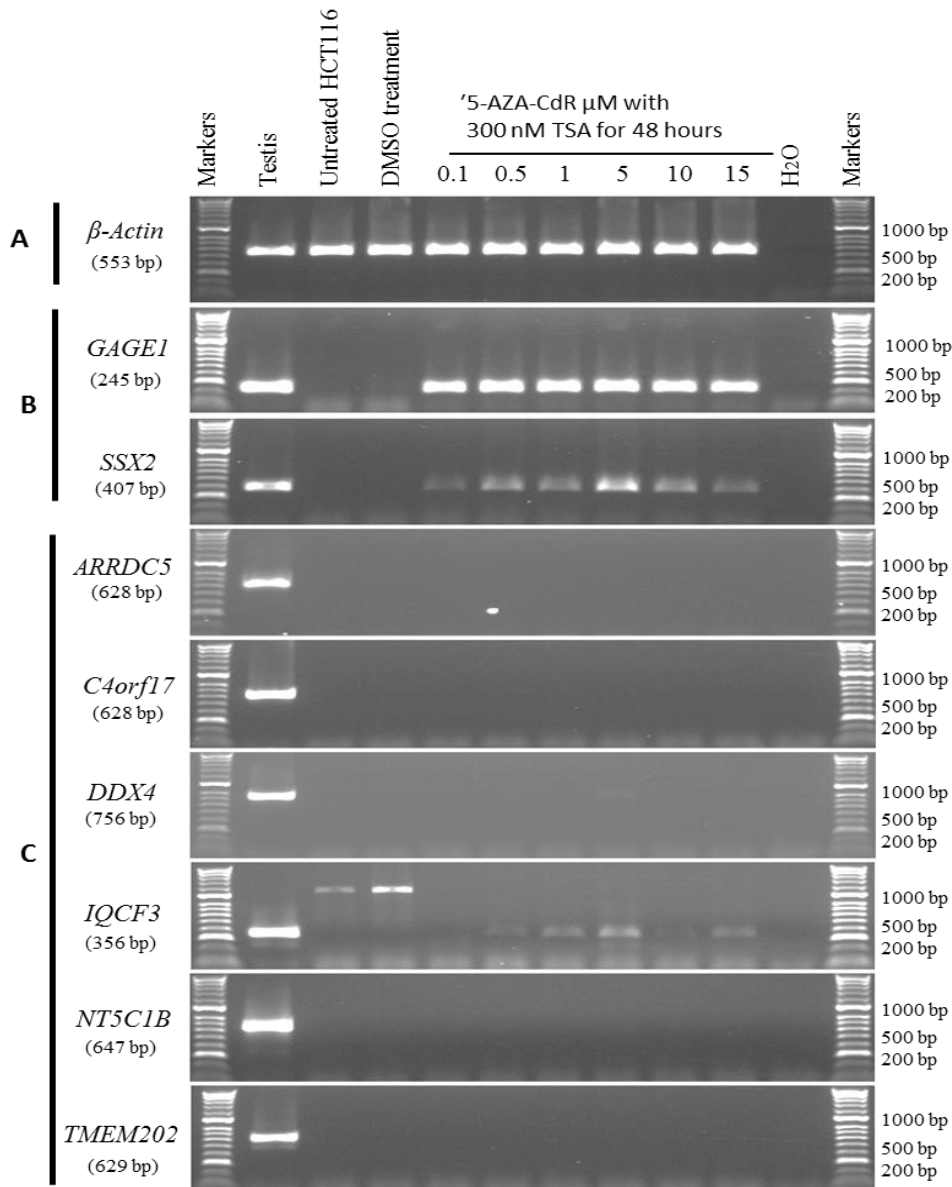 Markers
Testis
Untreated HCT116
DMSO treatment
'5-AZA-CdR μM with
300 nM TSA for 48 hours
0.1 0.5 1 5 10 15
H₂O
Markers
A
β-Actin
(553 bp)
1000 bp
500 bp
200 bp
B
GAGE1
(245 bp)
1000 bp
500 bp
200 bp
SSX2
(407 bp)
1000 bp
500 bp
200 bp
C
ARRDC5
(628 bp)
1000 bp
500 bp
200 bp
C4orf17
(628 bp)
1000 bp
500 bp
200 bp
DDX4
(756 bp)
1000 bp
500 bp
200 bp
IQCF3
(356 bp)
1000 bp
500 bp
200 bp
NT5C1B
(647 bp)
1000 bp
500 bp
200 bp
TMEM202
(629 bp)
1000 bp
500 bp
200 bp